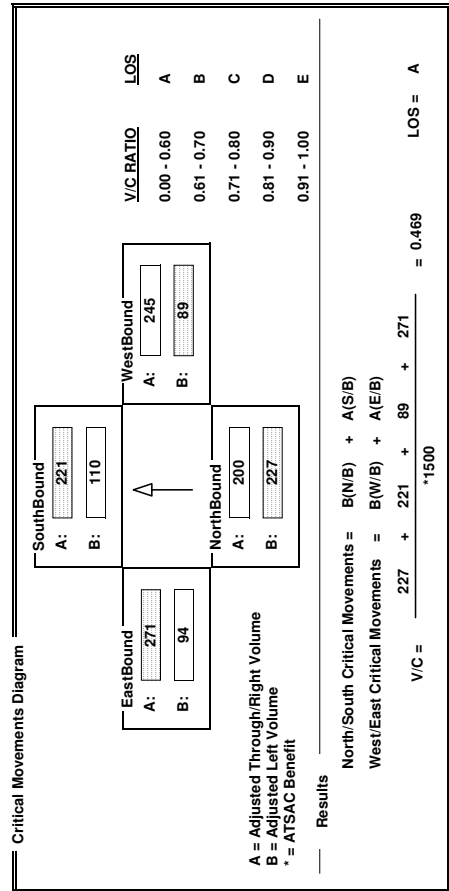 Critical Movements Diagram
SouthBound
A: 221
B: 110
EastBound
A: 271
B: 94
WestBound
A: 245
B: 89
NorthBound
A: 200
B: 227
V/C RATIO LOS
0.00 - 0.60 A
0.61 - 0.70 B
0.71 - 0.80 C
0.81 - 0.90 D
0.91 - 1.00 E
A = Adjusted Through/Right Volume
B = Adjusted Left Volume
* = ATSAC Benefit
Results
North/South Critical Movements = B(N/B) + A(S/B)
West/East Critical Movements = B(W/B) + A(E/B)
V/C = 227 + 221 + 89 + 271 = 0.469 LOS = A
*1500